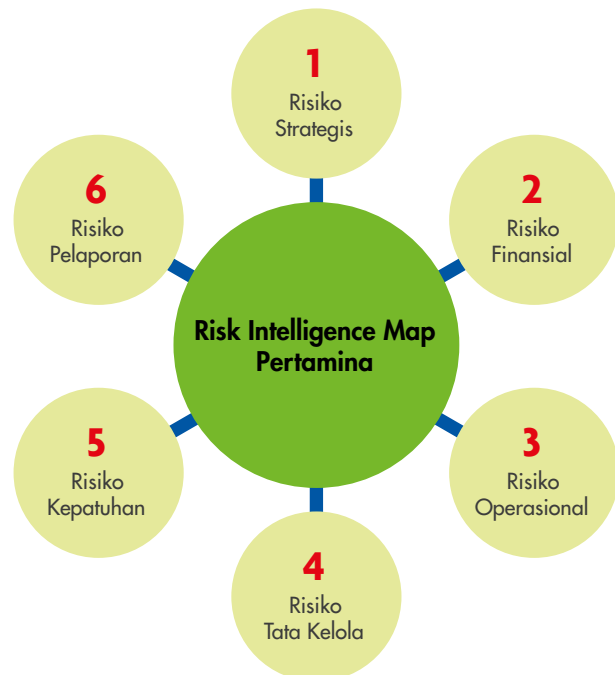 1
Risiko
Strategis
2
Risiko
Finansial
3
Risiko
Operasional
4
Risiko
Tata Kelola
5
Risiko
Kepatuhan
6
Risiko
Pelaporan
Risk Intelligence Map
Pertamina